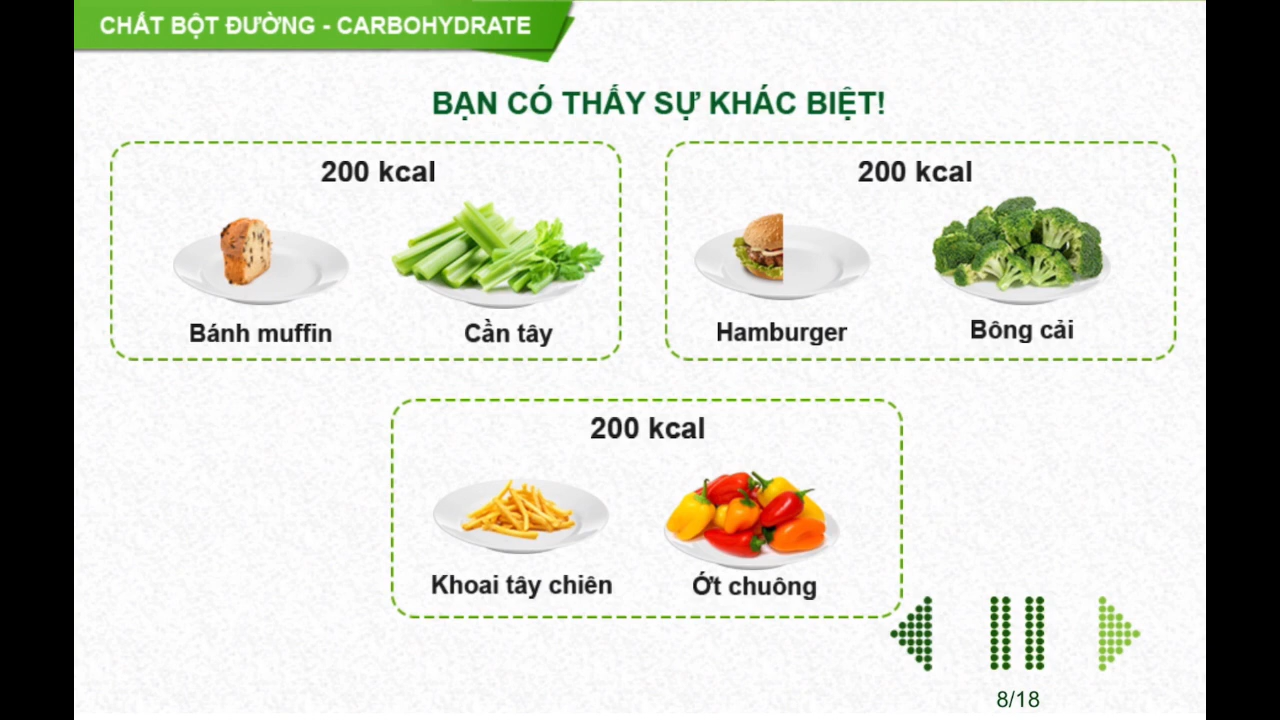 CHẤT BỘT ĐƯỜNG - CARBOHYDRATE
BẠN CÓ THẤY SỰ KHÁC BIỆT!
200 kcal
Bánh muffin
Cần tây
200 kcal
Hamburger
Bông cải
200 kcal
Khoai tây chiên
Ớt chuông
8/18